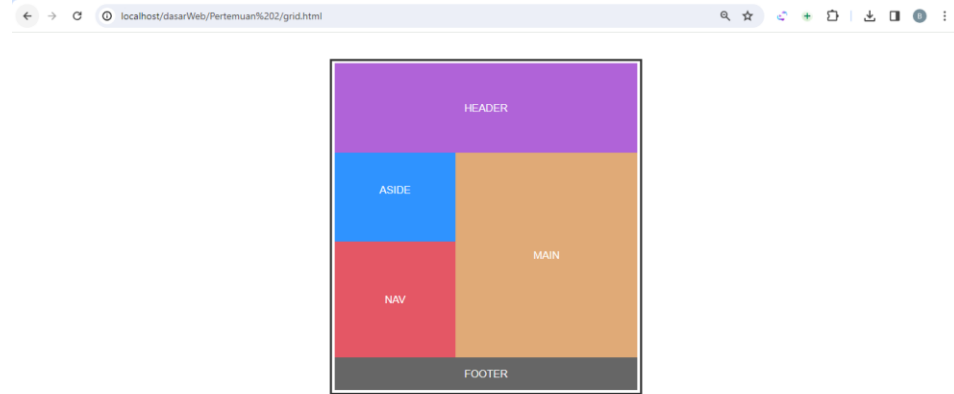 localhost/dasarWeb/Pertemuan%202/grid.html
HEADER
ASIDE
MAIN
NAV
FOOTER